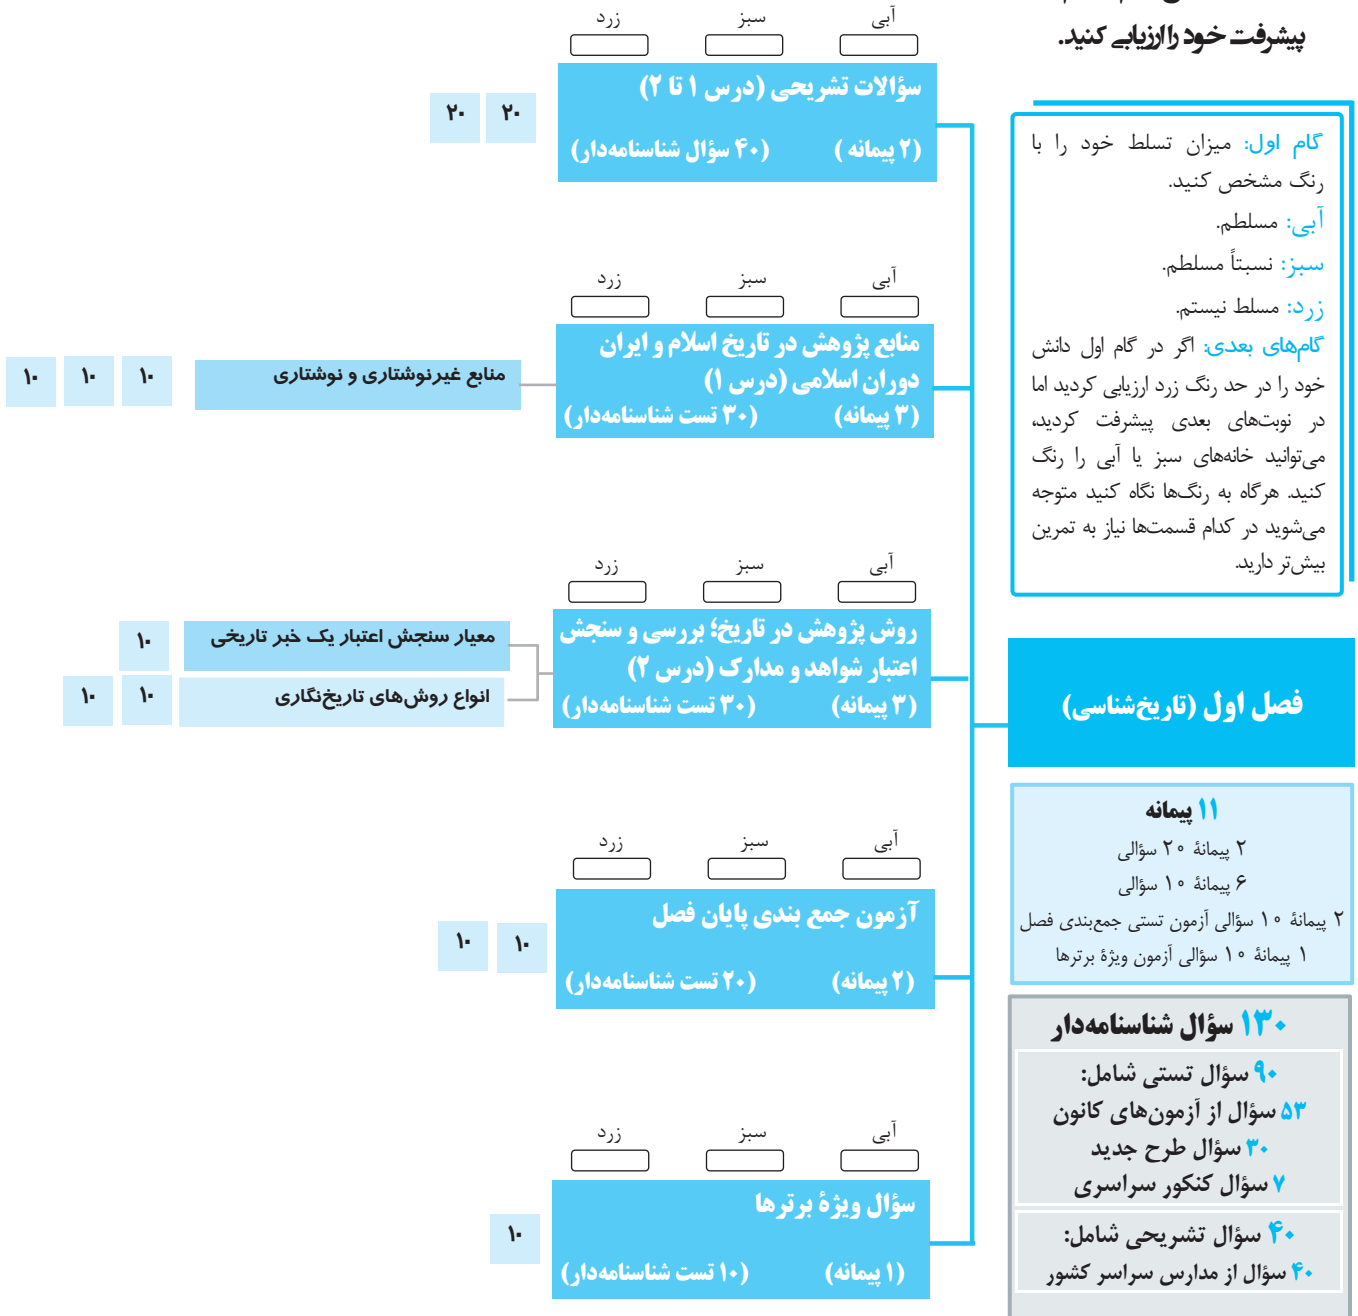 پیشرفت خود را ارزیابی کنید.
گام اول: میزان تسلط خود را با
رنگ مشخص کنید.
آبی: مسلطم.
سبز: نسبتاً مسلطم.
زرد: مسلط نیستم.
گام‌های بعدی: اگر در گام اول دانش
خود را در حد رنگ زرد ارزیابی کردید اما
در نوبت‌های بعدی پیشرفت کردید،
می‌توانید خانه‌های سبز یا آبی را رنگ
کنید. هرگاه به رنگ‌ها نگاه کنید متوجه
می‌شوید در کدام قسمت‌ها نیاز به تمرین
بیش‌تر دارید.
فصل اول (تاریخ‌شناسی)
۱۱ پیمانه
۲ پیمانهٔ ۲۰ سؤالی
۶ پیمانهٔ ۱۰ سؤالی
۲ پیمانهٔ ۱۰ سؤالی آزمون تستی جمع‌بندی فصل
۱ پیمانهٔ ۱۰ سؤالی آزمون ویژهٔ برترها
۱۳۰ سؤال شناسنامه‌دار
۹۰ سؤال تستی شامل:
۵۳ سؤال از آزمون‌های کانون
۳۰ سؤال طرح جدید
۷ سؤال کنکور سراسری
۴۰ سؤال تشریحی شامل:
۴۰ سؤال از مدارس سراسر کشور
آبی سبز زرد
سؤالات تشریحی (درس ۱ تا ۲)
(۲ پیمانه ) (۴۰ سؤال شناسنامه‌دار)
۲۰ ۲۰
آبی سبز زرد
منابع پژوهش در تاریخ اسلام و ایران
دوران اسلامی (درس ۱)
(۳ پیمانه) (۳۰ تست شناسنامه‌دار)
منابع غیرنوشتاری و نوشتاری
۱۰ ۱۰ ۱۰
آبی سبز زرد
روش پژوهش در تاریخ؛ بررسی و سنجش
اعتبار شواهد و مدارک (درس ۲)
(۳ پیمانه) (۳۰ تست شناسنامه‌دار)
معیار سنجش اعتبار یک خبر تاریخی
۱۰
انواع روش‌های تاریخ‌نگاری
۱۰ ۱۰
آبی سبز زرد
آزمون جمع بندی پایان فصل
(۲ پیمانه) (۲۰ تست شناسنامه‌دار)
۱۰ ۱۰
آبی سبز زرد
سؤال ویژهٔ برترها
(۱ پیمانه) (۱۰ تست شناسنامه‌دار)
۱۰